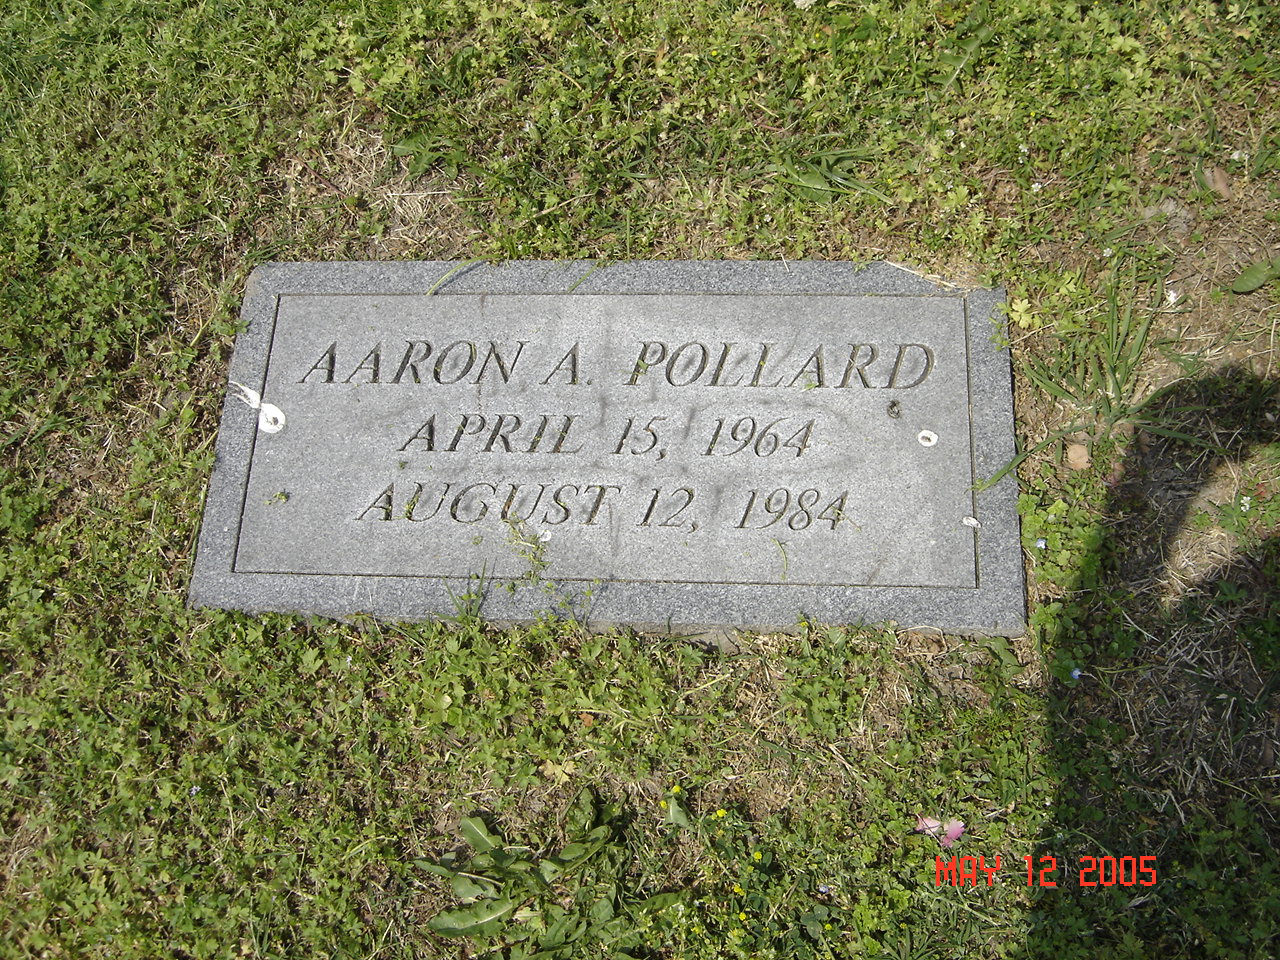 AARON A. POLLARD
APRIL 15, 1964
AUGUST 12, 1984
MAY 12 2005